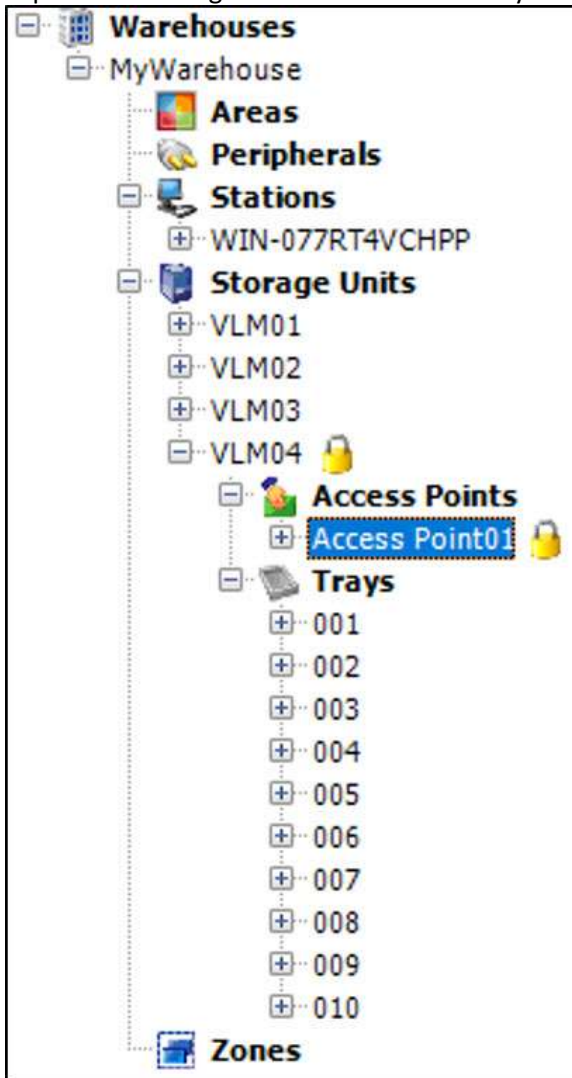 Warehouses
MyWarehouse
Areas
Peripherals
Stations
WIN-077RT4VCHPP
Storage Units
VLM01
VLM02
VLM03
VLM04
Access Points
Access Point01
Trays
001
002
003
004
005
006
007
008
009
010
Zones